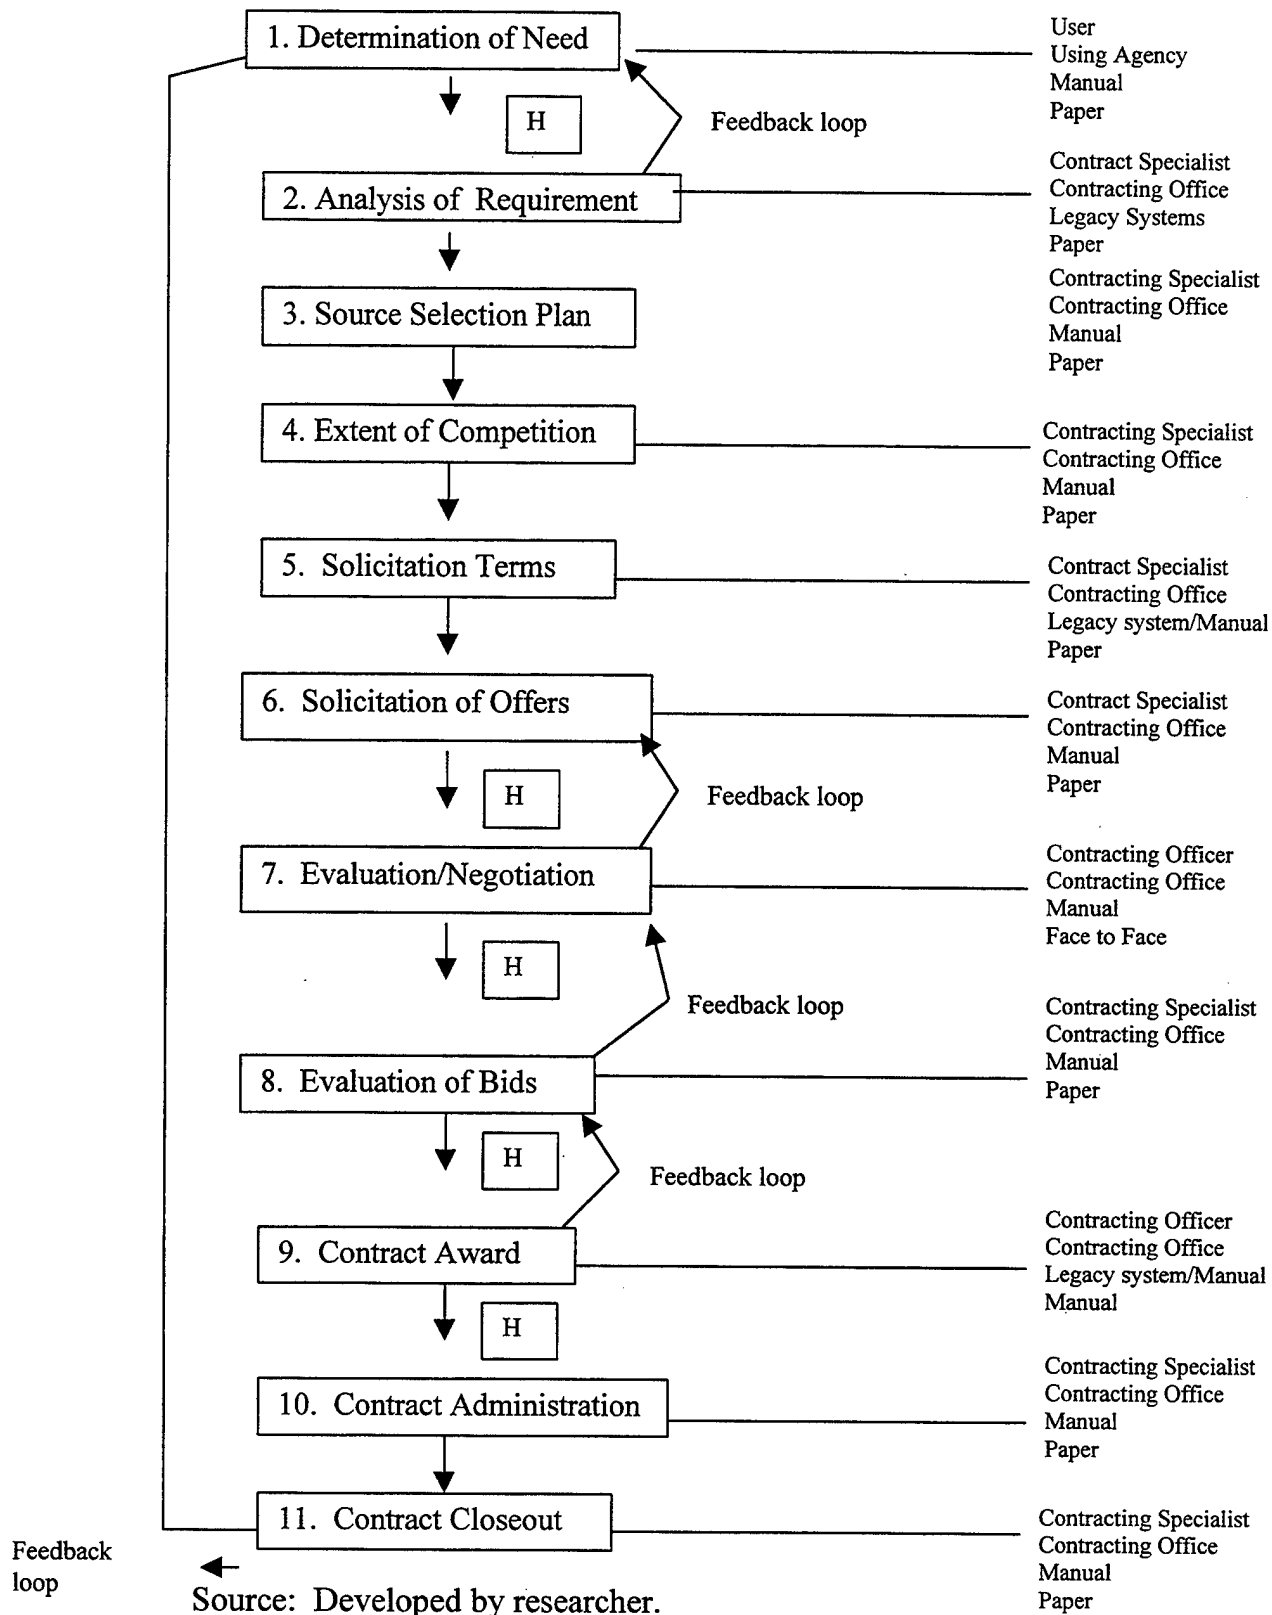 1. Determination of Need
User
Using Agency
Manual
Paper
H
Feedback loop
2. Analysis of Requirement
Contract Specialist
Contracting Office
Legacy Systems
Paper
3. Source Selection Plan
Contracting Specialist
Contracting Office
Manual
Paper
4. Extent of Competition
Contracting Specialist
Contracting Office
Manual
Paper
5. Solicitation Terms
Contract Specialist
Contracting Office
Legacy system/Manual
Paper
6. Solicitation of Offers
Contract Specialist
Contracting Office
Manual
Paper
H
Feedback loop
7. Evaluation/Negotiation
Contracting Officer
Contracting Office
Manual
Face to Face
H
Feedback loop
8. Evaluation of Bids
Contracting Specialist
Contracting Office
Manual
Paper
H
Feedback loop
9. Contract Award
Contracting Officer
Contracting Office
Legacy system/Manual
Manual
H
10. Contract Administration
Contracting Specialist
Contracting Office
Manual
Paper
11. Contract Closeout
Contracting Specialist
Contracting Office
Manual
Paper
Feedback
loop
Source: Developed by researcher.